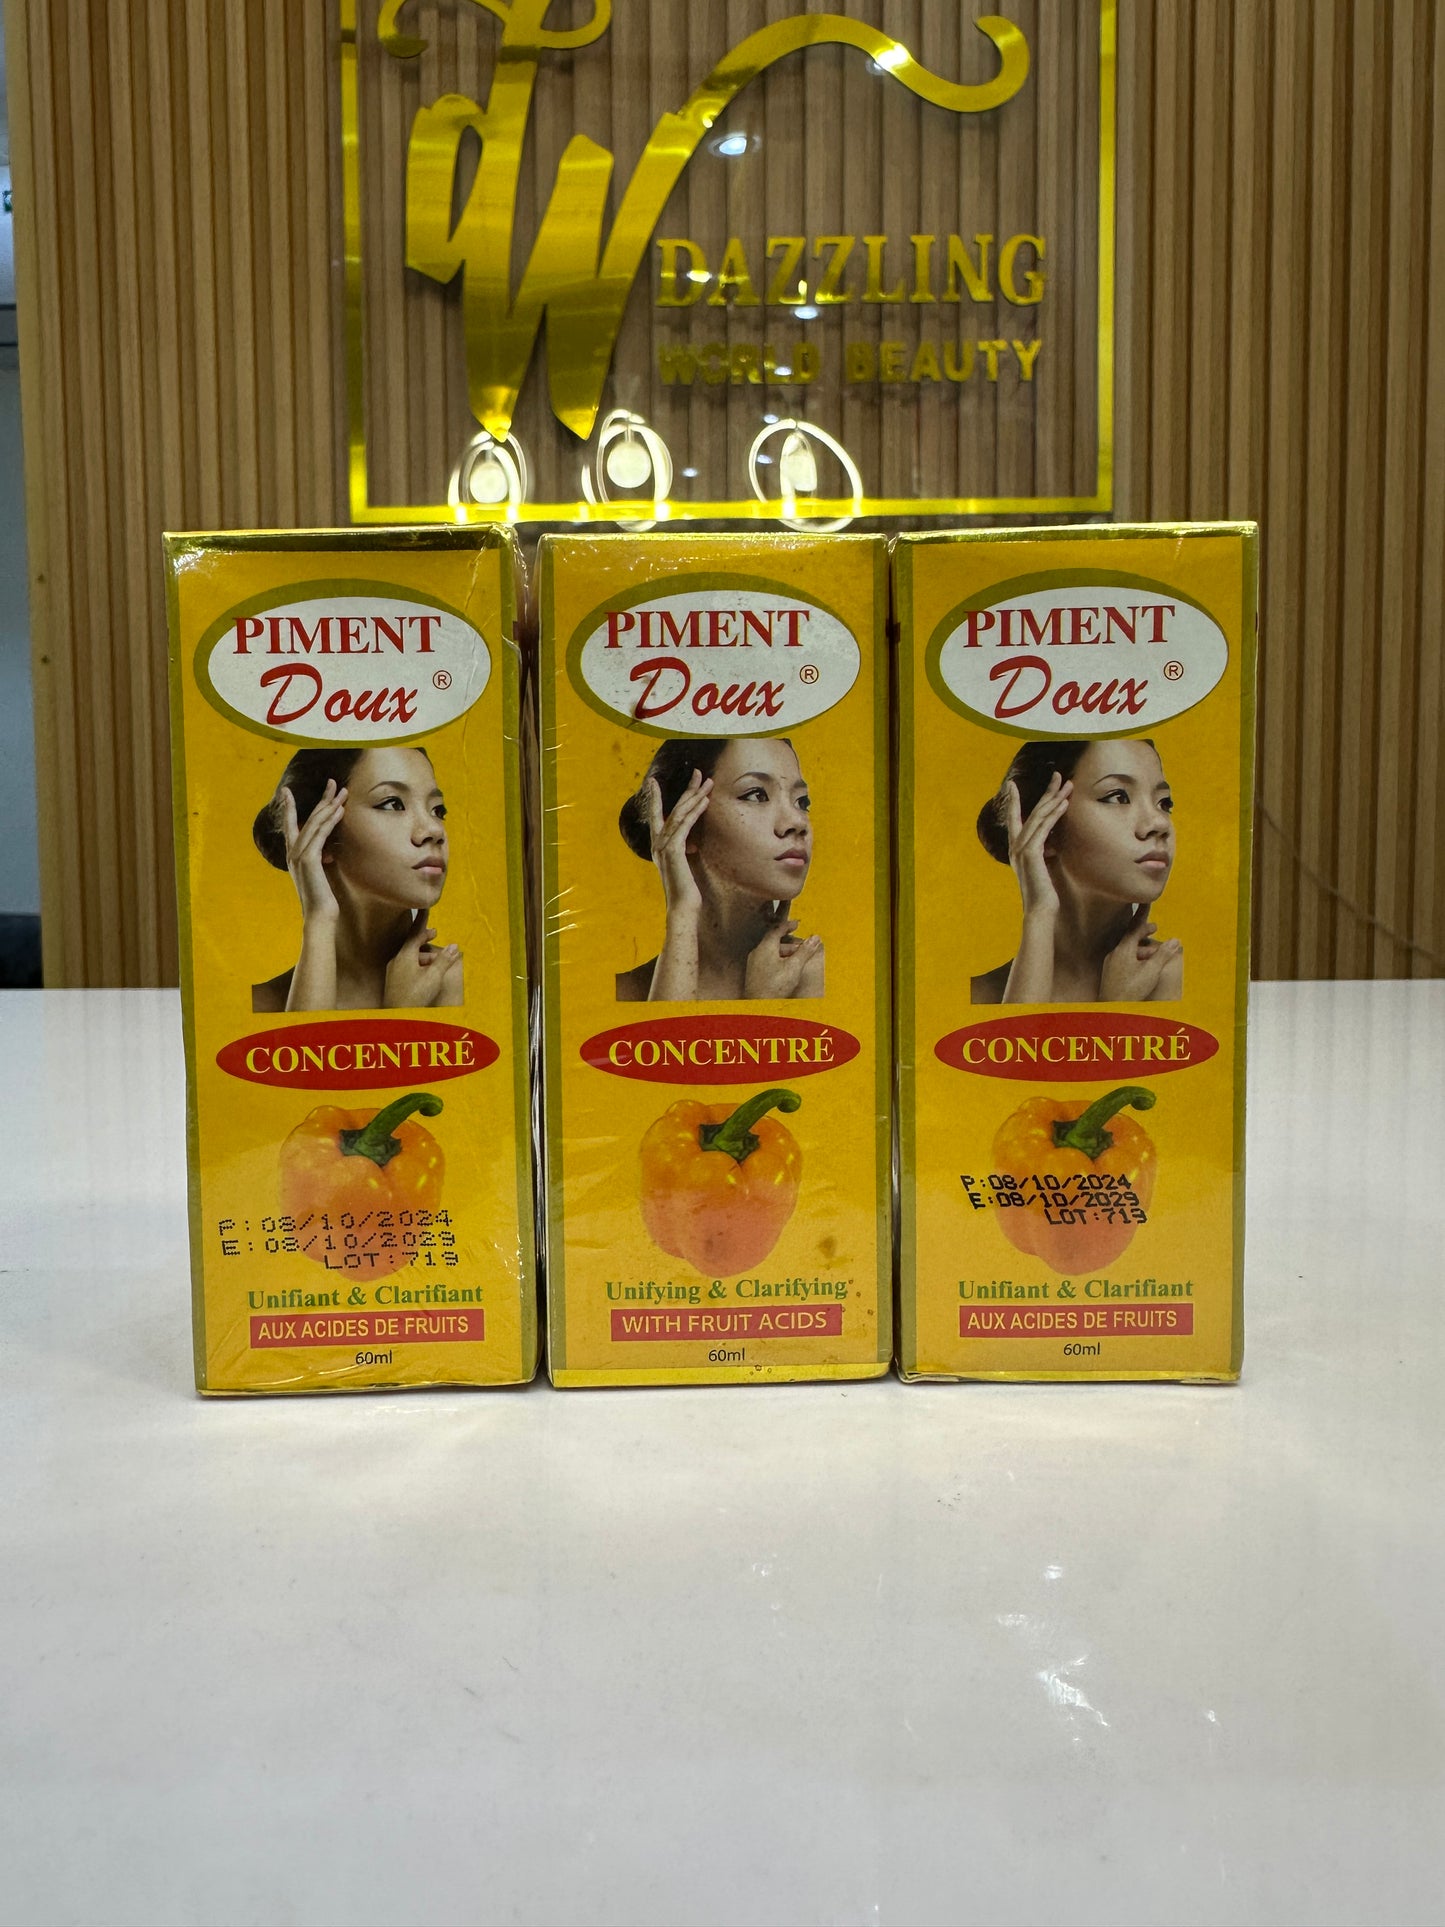 DW
DAZZLING
WORLD BEAUTY
PIMENT
Doux ®
CONCENTRÉ
P:08/10/2024
E:08/10/2029
LOT:719
Unifiant & Clarifiant
AUX ACIDES DE FRUITS
60ml
PIMENT
Doux ®
CONCENTRÉ
Unifying & Clarifying
WITH FRUIT ACIDS
60ml
PIMENT
Doux ®
CONCENTRÉ
P:08/10/2024
E:08/10/2029
LOT:719
Unifiant & Clarifiant
AUX ACIDES DE FRUITS
60ml